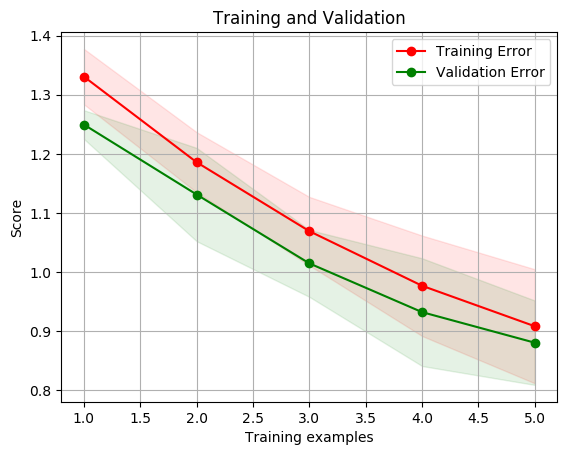 Training and Validation
Training Error
Validation Error
Score
1.4
1.3
1.2
1.1
1.0
0.9
0.8
1.0 1.5 2.0 2.5 3.0 3.5 4.0 4.5 5.0
Training examples